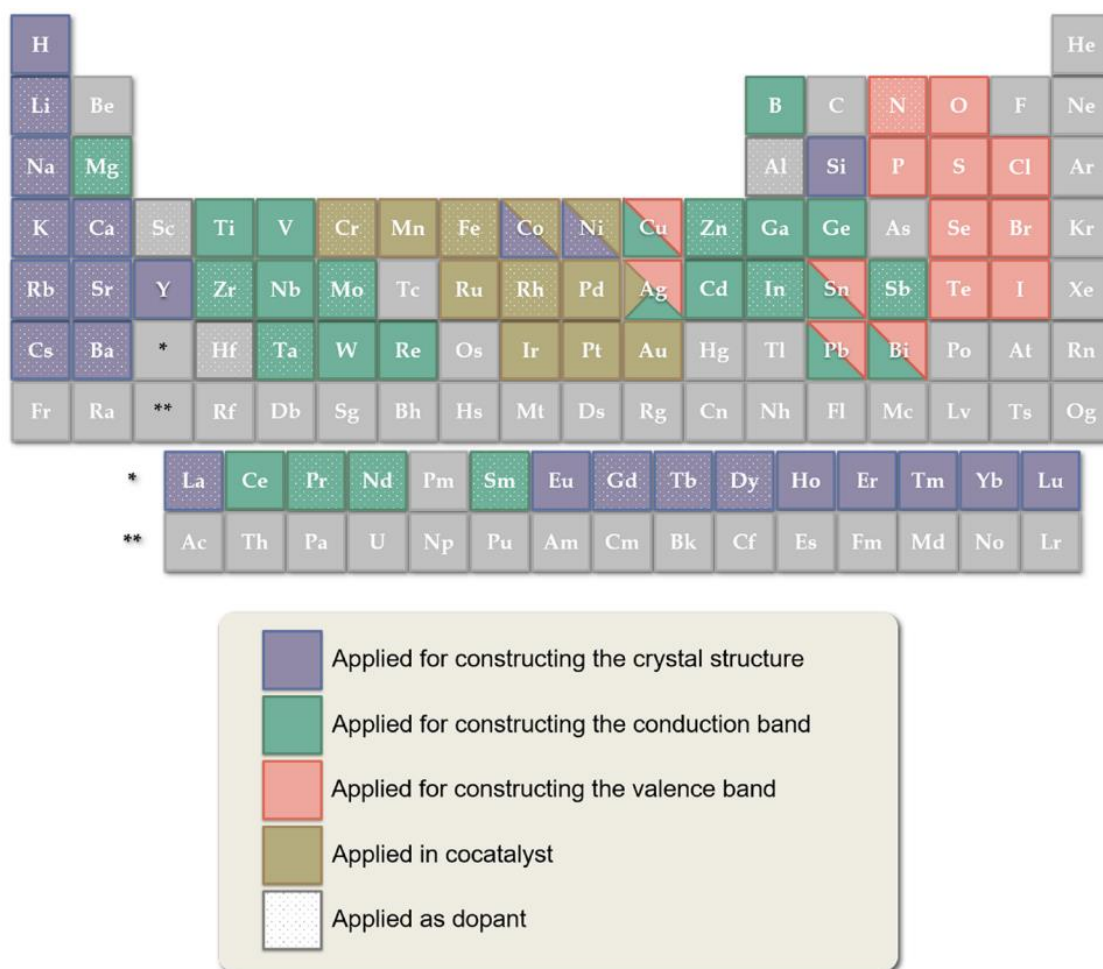 H He
Li Be B C N O F Ne
Na Mg Al Si P S Cl Ar
K Ca Sc Ti V Cr Mn Fe Co Ni Cu Zn Ga Ge As Se Br Kr
Rb Sr Y Zr Nb Mo Tc Ru Rh Pd Ag Cd In Sn Sb Te I Xe
Cs Ba * Hf Ta W Re Os Ir Pt Au Hg Tl Pb Bi Po At Rn
Fr Ra ** Rf Db Sg Bh Hs Mt Ds Rg Cn Nh Fl Mc Lv Ts Og
* La Ce Pr Nd Pm Sm Eu Gd Tb Dy Ho Er Tm Yb Lu
** Ac Th Pa U Np Pu Am Cm Bk Cf Es Fm Md No Lr
Applied for constructing the crystal structure
Applied for constructing the conduction band
Applied for constructing the valence band
Applied in cocatalyst
Applied as dopant